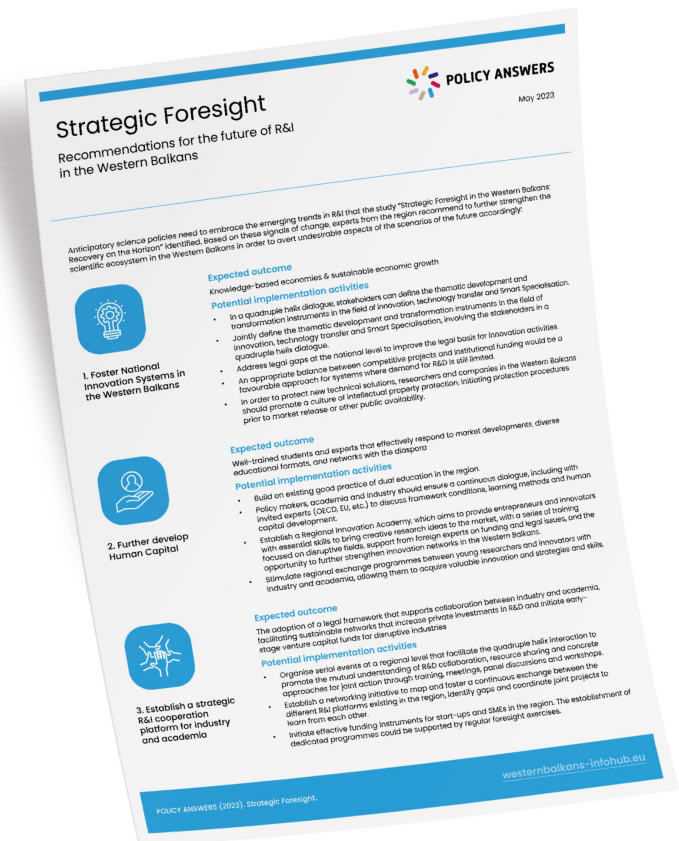 POLICY ANSWERS
May 2023
Strategic Foresight
Recommendations for the future of R&I
in the Western Balkans
Anticipatory science policies need to embrace the emerging trends in R&I that the study "Strategic Foresight in the Western Balkans:
Recovery on the Horizon" identified. Based on these signals of change, experts from the region recommend to further strengthen the
scientific ecosystem in the Western Balkans in order to avert undesirable aspects of the scenarios of the future accordingly:
1. Foster National
Innovation Systems in
the Western Balkans
Expected outcome
Knowledge-based economies & sustainable economic growth
Potential implementation activities
• In a quadruple helix dialogue, stakeholders can define the thematic development and
transformation instruments in the field of innovation, technology transfer and Smart Specialisation.
• Jointly define the thematic development and transformation instruments in the field of
innovation, technology transfer and Smart Specialisation, involving the stakeholders in a
quadruple helix dialogue.
• Address legal gaps at the national level to improve the legal basis for innovation activities.
• An appropriate balance between competitive projects and institutional funding would be a
favourable approach for systems where demand for R&D is still limited.
• In order to protect new technical solutions, researchers and companies in the Western Balkans
should promote a culture of intellectual property protection, initiating protection procedures
prior to market release or other public availability.
2. Further develop
Human Capital
Expected outcome
Well-trained students and experts that effectively respond to market developments, diverse
educational formats, and networks with the diaspora
Potential implementation activities
• Build on existing good practice of dual education in the region.
• Policy makers, academia and industry should ensure a continuous dialogue, including with
invited experts (OECD, EU, etc.) to discuss framework conditions, learning methods and human
capital development.
• Establish a Regional Innovation Academy, which aims to provide entrepreneurs and innovators
with essential skills to bring creative research ideas to the market, with a series of training
focused on disruptive fields, support from foreign experts on funding and legal issues, and the
opportunity to further strengthen innovation networks in the Western Balkans.
• Stimulate regional exchange programmes between young researchers and innovators with
industry and academia, allowing them to acquire valuable innovation and strategies and skills.
3. Establish a strategic
R&I cooperation
platform for industry
and academia
Expected outcome
The adoption of a legal framework that supports collaboration between industry and academia,
facilitating sustainable networks that increase private investments in R&D and initiate early-
stage venture capital funds for disruptive industries
Potential implementation activities
• Organise serial events at a regional level that facilitate the quadruple helix interaction to
promote the mutual understanding of R&D collaboration, resource sharing and concrete
approaches for joint action through training, meetings, panel discussions and workshops.
• Establish a networking initiative to map and foster a continuous exchange between the
different R&I platforms existing in the region, identify gaps and coordinate joint projects to
learn from each other.
• Initiate effective funding instruments for start-ups and SMEs in the region. The establishment of
dedicated programmes could be supported by regular foresight exercises.
POLICY ANSWERS (2023). Strategic Foresight.
westernbalkans-infohub.eu